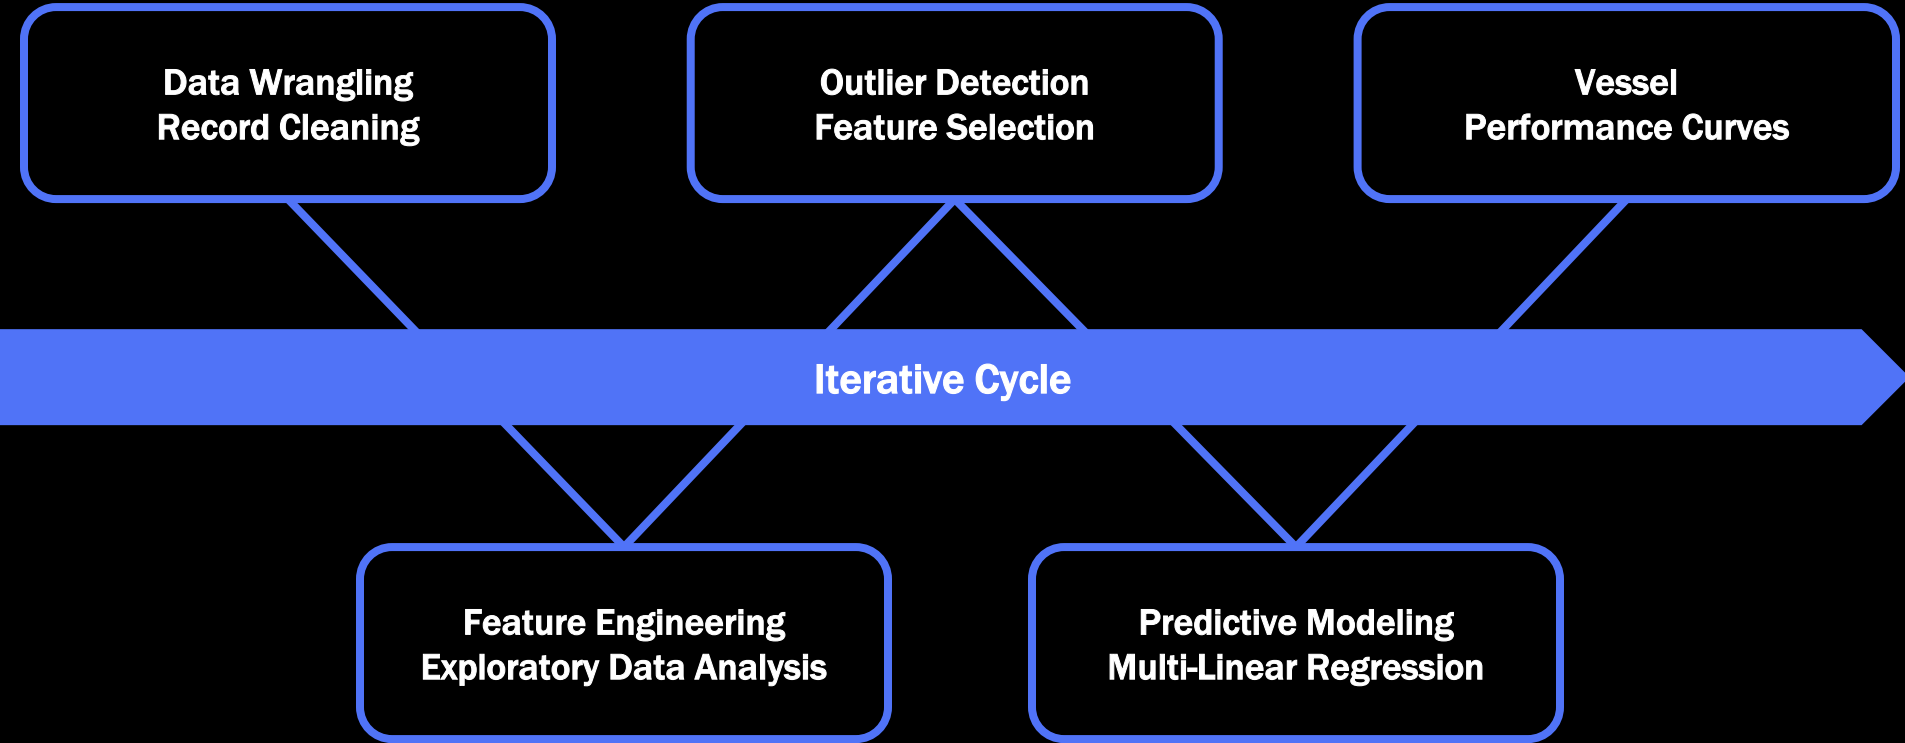 Data Wrangling
Record Cleaning
Outlier Detection
Feature Selection
Vessel
Performance Curves
Iterative Cycle
Feature Engineering
Exploratory Data Analysis
Predictive Modeling
Multi-Linear Regression